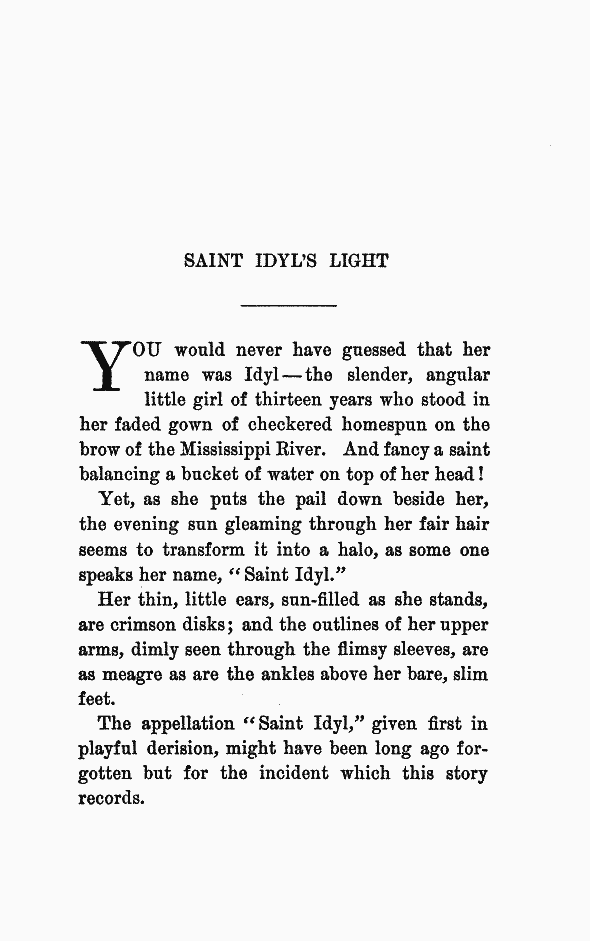 SAINT IDYL'S LIGHT
YOU would never have guessed that her
name was Idyl—the slender, angular
little girl of thirteen years who stood in
her faded gown of checkered homespun on the
brow of the Mississippi River. And fancy a saint
balancing a bucket of water on top of her head!
Yet, as she puts the pail down beside her,
the evening sun gleaming through her fair hair
seems to transform it into a halo, as some one
speaks her name, "Saint Idyl."
Her thin, little ears, sun-filled as she stands,
are crimson disks; and the outlines of her upper
arms, dimly seen through the flimsy sleeves, are
as meagre as are the ankles above her bare, slim
feet.
The appellation "Saint Idyl," given first in
playful derision, might have been long ago for-
gotten but for the incident which this story
records.